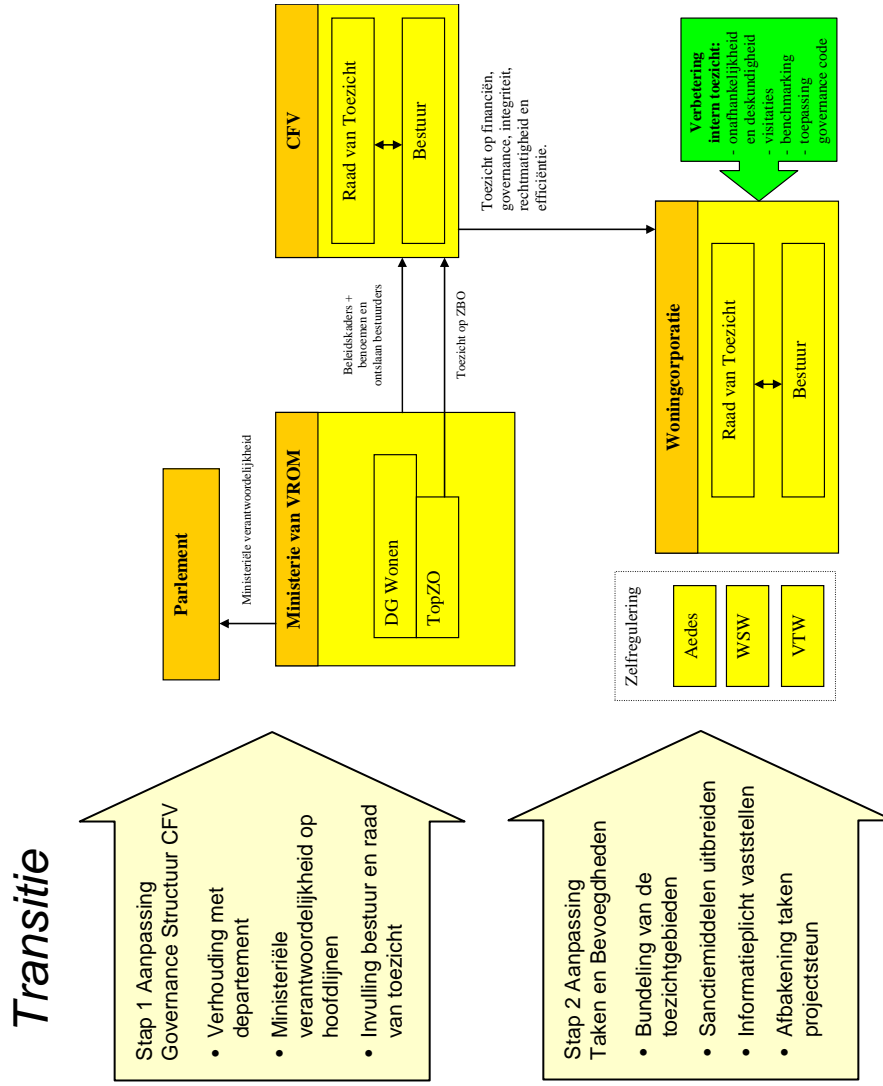 Transitie
Stap 1 Aanpassing
Governance Structuur CFV
• Verhouding met
departement
• Ministeriële
verantwoordelijkheid op
hoofdlijnen
• Invulling bestuur en raad
van toezicht
Stap 2 Aanpassing
Taken en Bevoegdheden
• Bundeling van de
toezichtgebieden
• Sanctiemiddelen uitbreiden
• Informatieplicht vaststellen
• Afbakening taken
projectsteun
Parlement
Ministeriële verantwoordelijkheid
Ministerie van VROM
DG Wonen
TopZO
Beleidskaders +
benoemen en
ontslaan bestuurders
Toezicht op ZBO
CFV
Raad van Toezicht
Bestuur
Toezicht op financiën,
governance, integriteit,
rechtmatigheid en
efficiëntie.
Zelfregulering
Aedes
WSW
VTW
Woningcorporatie
Raad van Toezicht
Bestuur
Verbetering
intern toezicht:
- onafhankelijkheid
en deskundigheid
- visitaties
- benchmarking
- toepassing
governance code